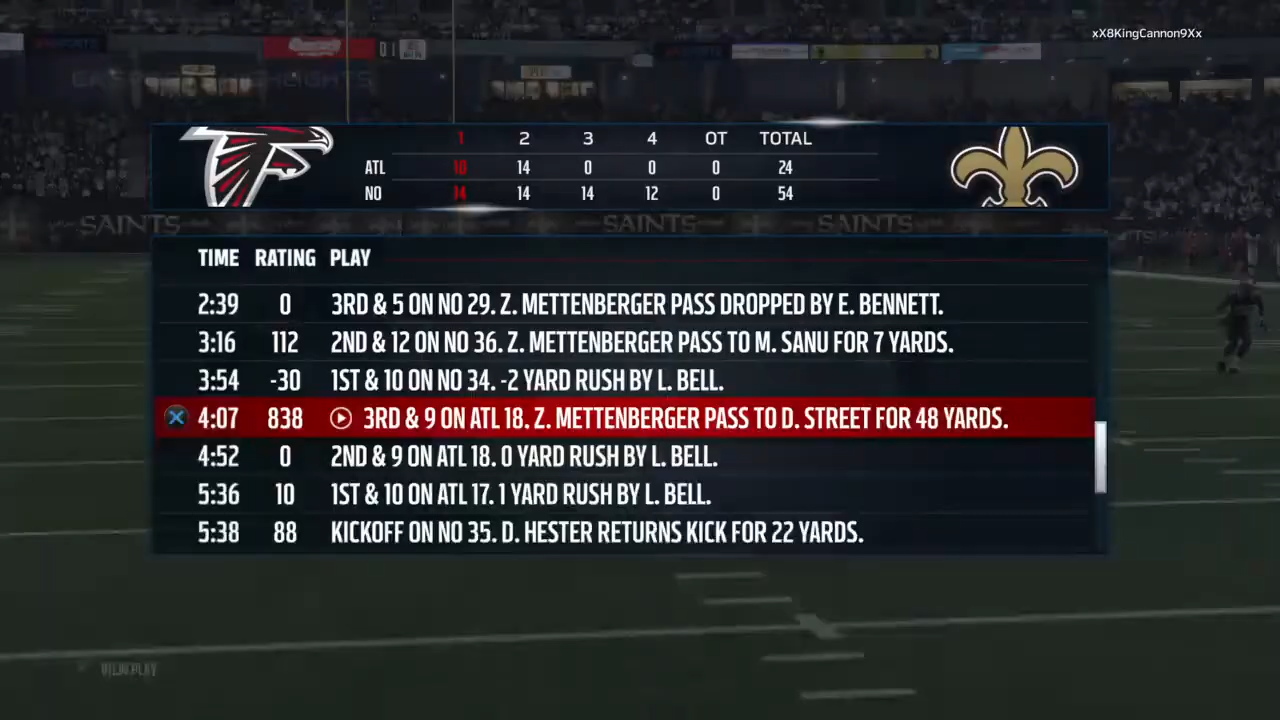 xX8KingCannon9Xx
1 2 3 4 OT TOTAL
ATL 10 14 0 0 0 24
NO 14 14 14 12 0 54
SAINTS SAINTS SAINTS
TIME RATING PLAY
2:39 0 3RD & 5 ON NO 29. Z. METTENBERGER PASS DROPPED BY E. BENNETT.
3:16 112 2ND & 12 ON NO 36. Z. METTENBERGER PASS TO M. SANU FOR 7 YARDS.
3:54 -30 1ST & 10 ON NO 34. -2 YARD RUSH BY L. BELL.
4:07 838 3RD & 9 ON ATL 18. Z. METTENBERGER PASS TO D. STREET FOR 48 YARDS.
4:52 0 2ND & 9 ON ATL 18. 0 YARD RUSH BY L. BELL.
5:36 10 1ST & 10 ON ATL 17. 1 YARD RUSH BY L. BELL.
5:38 88 KICKOFF ON NO 35. D. HESTER RETURNS KICK FOR 22 YARDS.